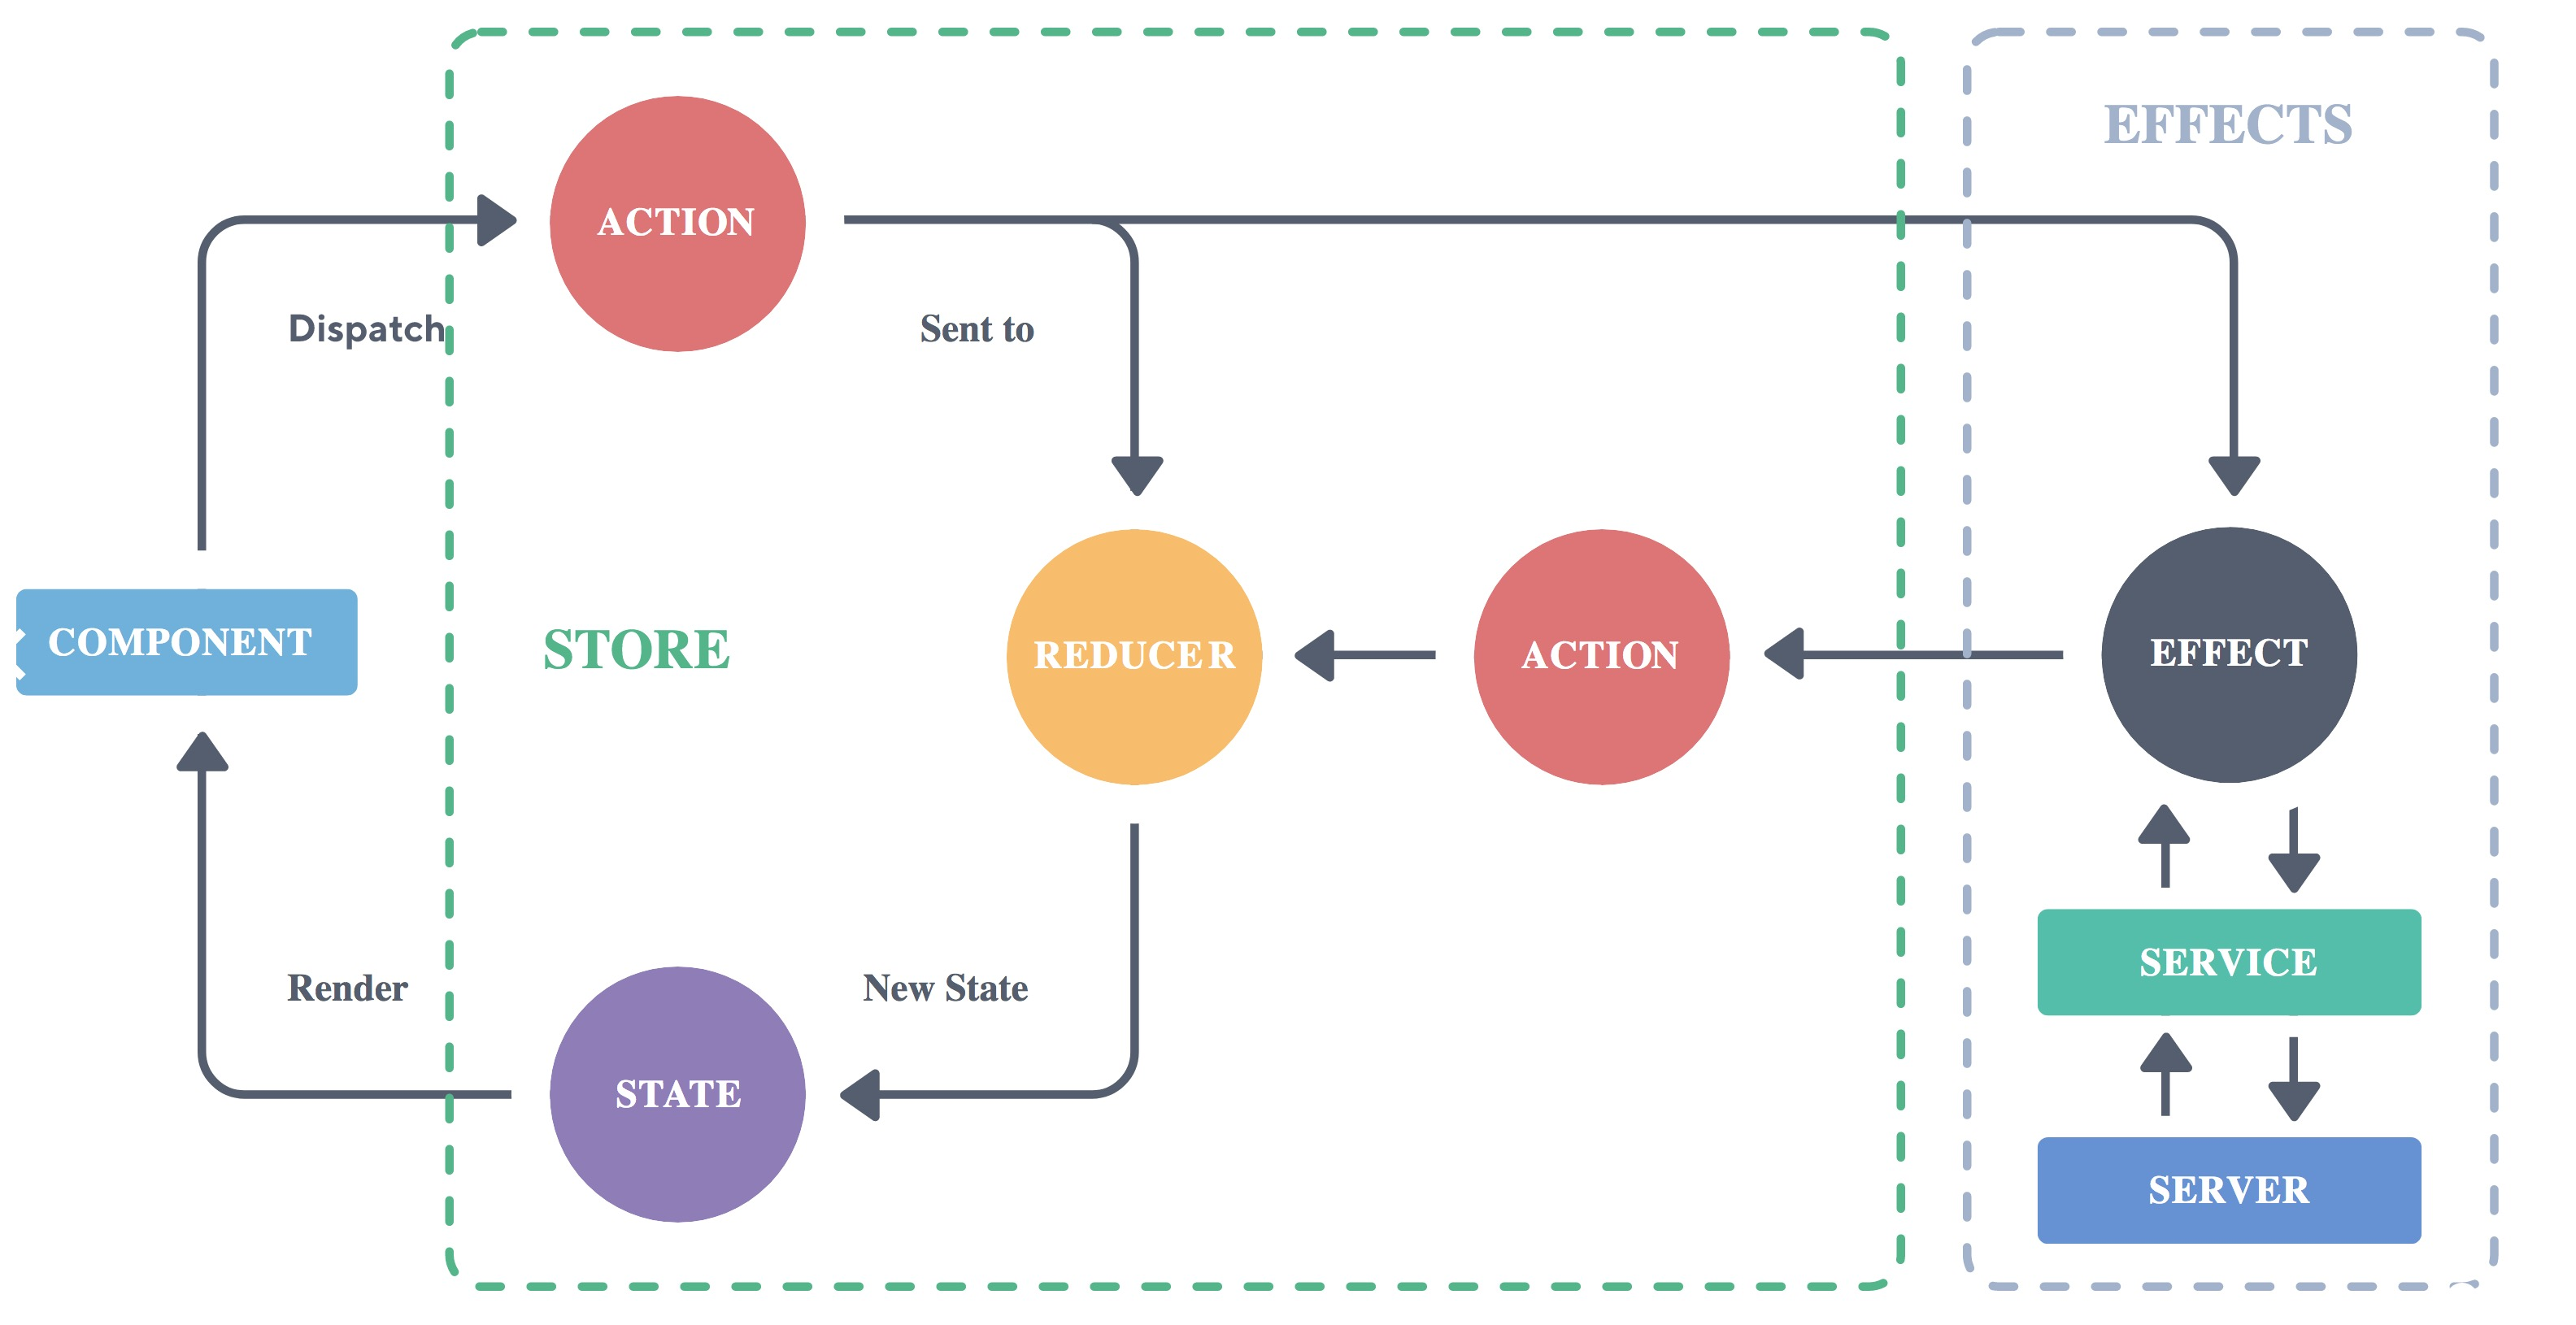 EFFECTS
ACTION
Dispatch
Sent to
COMPONENT
STORE
REDUCER
ACTION
EFFECT
Render
New State
SERVICE
STATE
SERVER